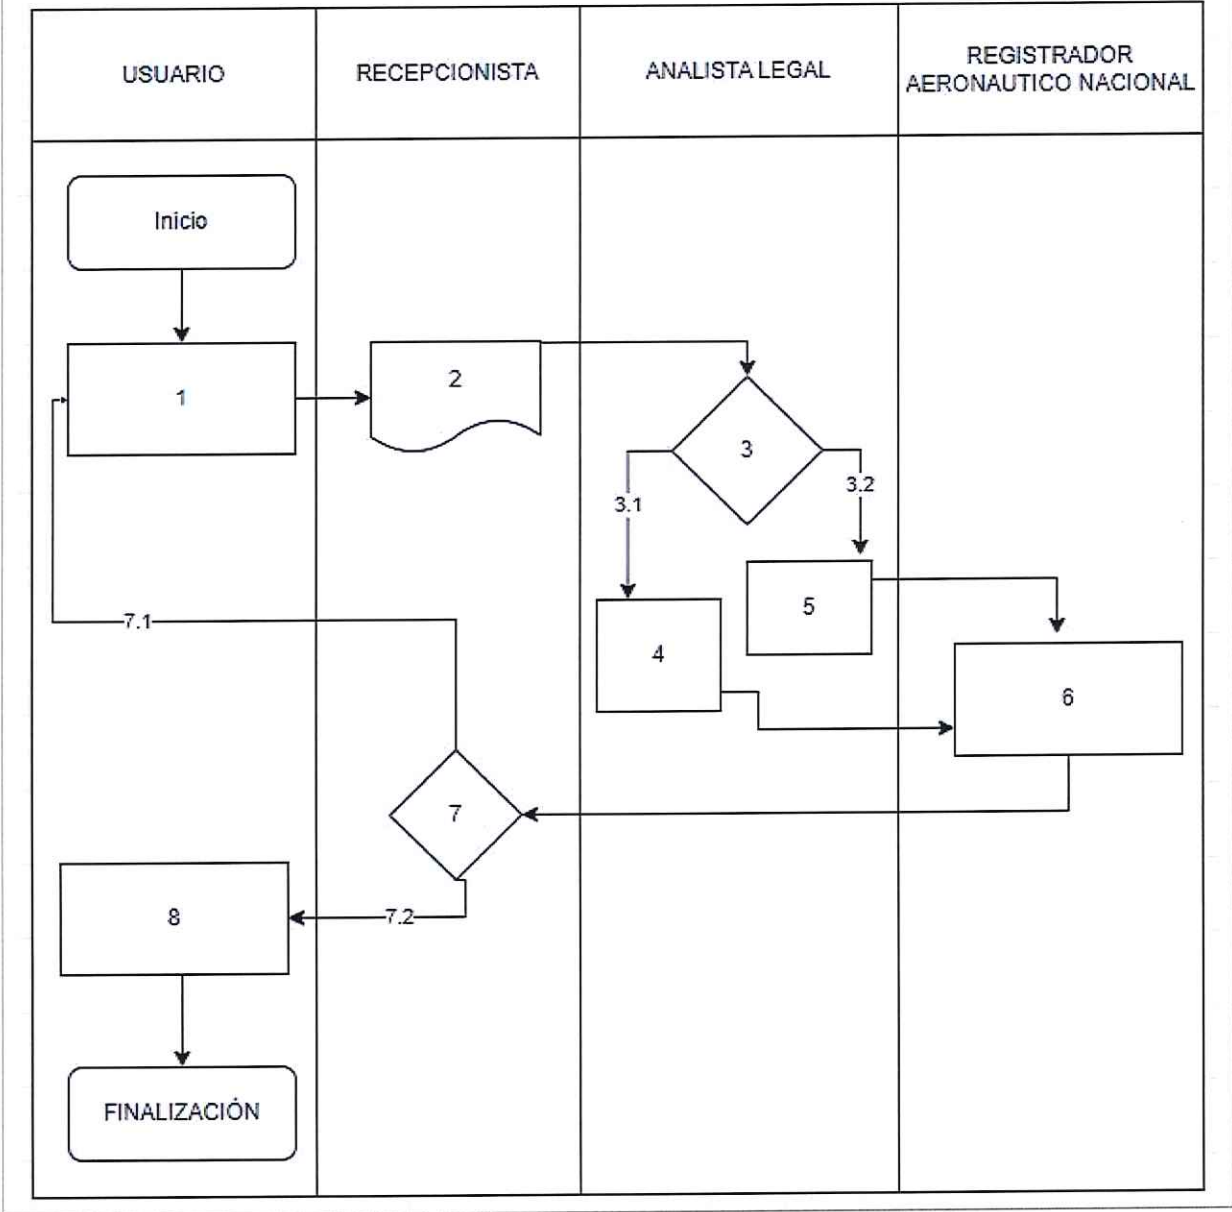 USUARIO
RECEPCIONISTA
ANALISTA LEGAL
REGISTRADOR
AERONAUTICO NACIONAL
Inicio
1
2
3
3.1
3.2
4
5
6
7.1
7
7.2
8
FINALIZACIÓN